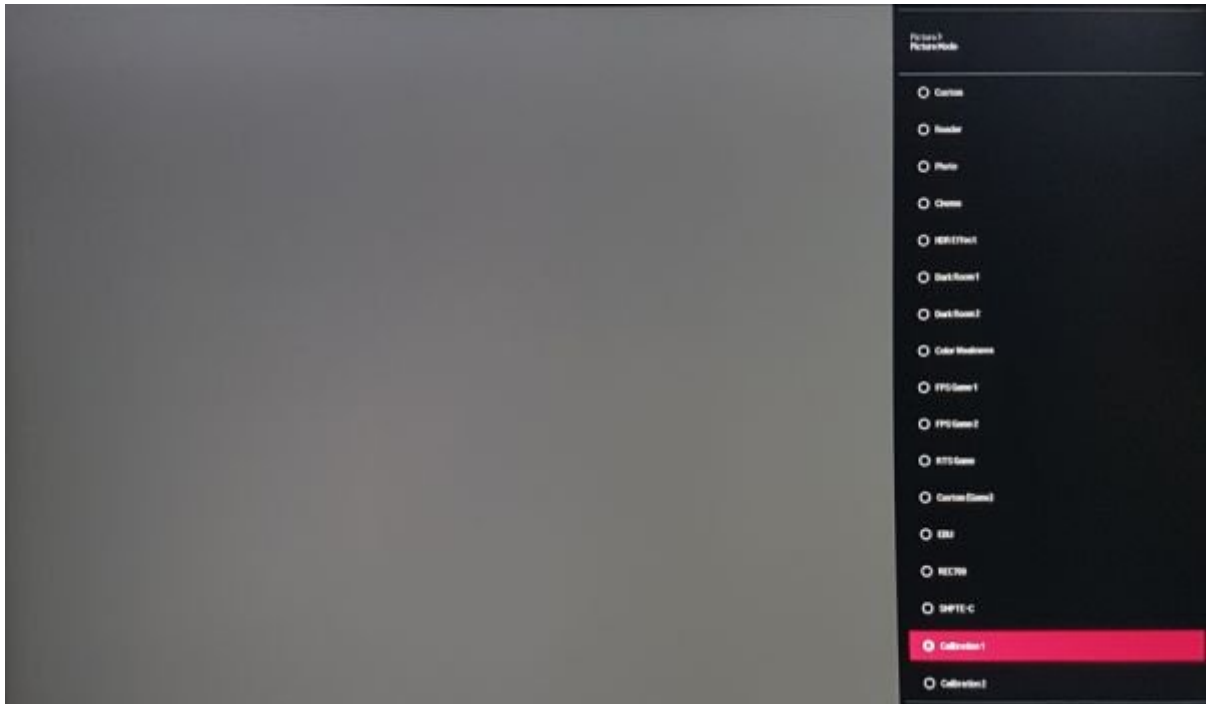 Picture >
Picture Mode
Custom
Reader
Photo
Cinema
HDR Effect
Dark Room 1
Dark Room 2
Color Weakness
FPS Game 1
FPS Game 2
RTS Game
Custom (Game)
EBU
REC709
SMPTE-C
Calibration 1
Calibration 2